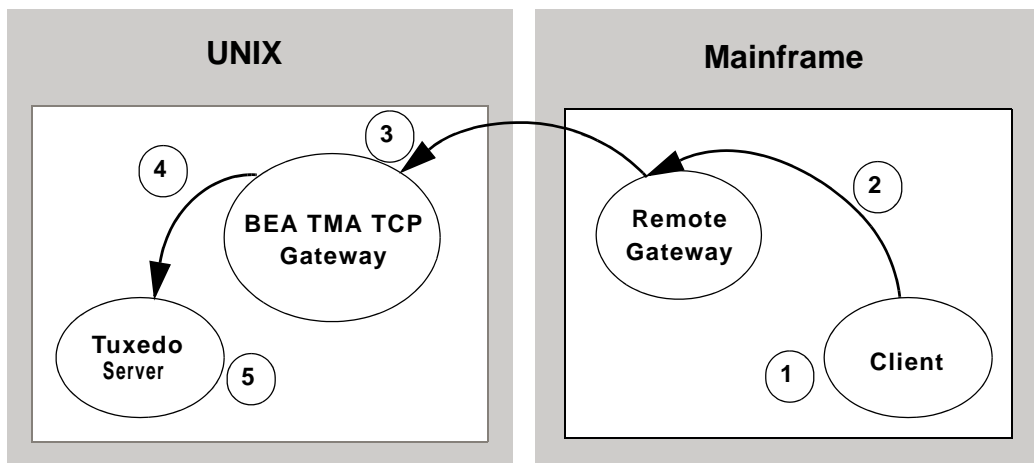 UNIX
Mainframe
3
4
2
BEA TMA TCP
Gateway
Remote
Gateway
Tuxedo
Server
5
1
Client